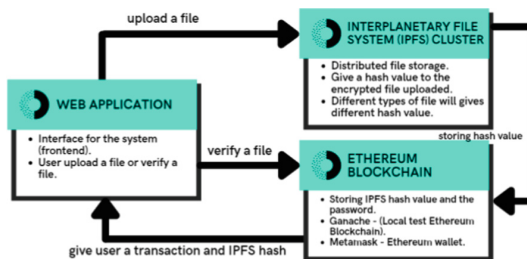 upload a file
INTERPLANETARY FILE
SYSTEM (IPFS) CLUSTER
• Distributed file storage.
• Give a hash value to the
encrypted file uploaded.
• Different types of file will gives
different hash value.
WEB APPLICATION
• Interface for the system
(frontend).
• User upload a file or verify a
file.
verify a file
storing hash value
ETHEREUM
BLOCKCHAIN
• Storing IPFS hash value and the
password.
• Ganache - (Local test Ethereum
Blockchain).
• Metamask - Ethereum wallet.
give user a transaction and IPFS hash